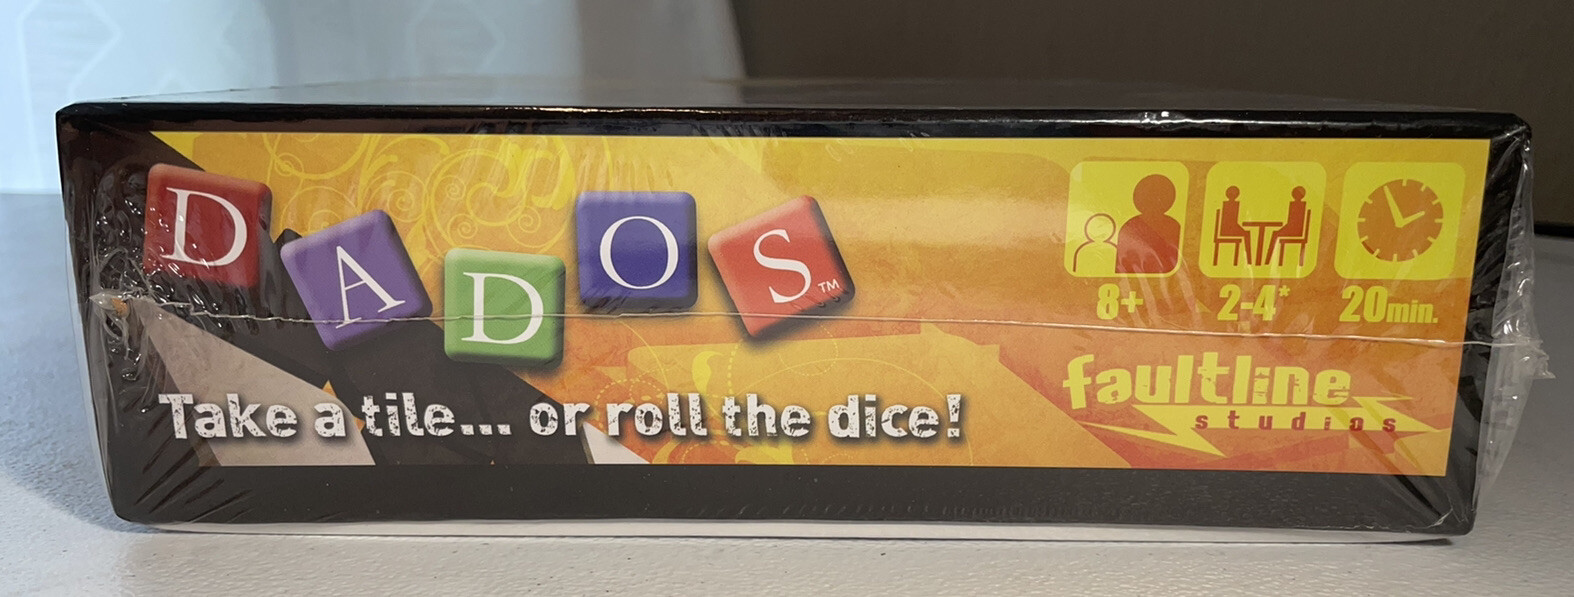 DADOS™
Take a tile... or roll the dice!
8+
2-4*
20min.
faultline
studios